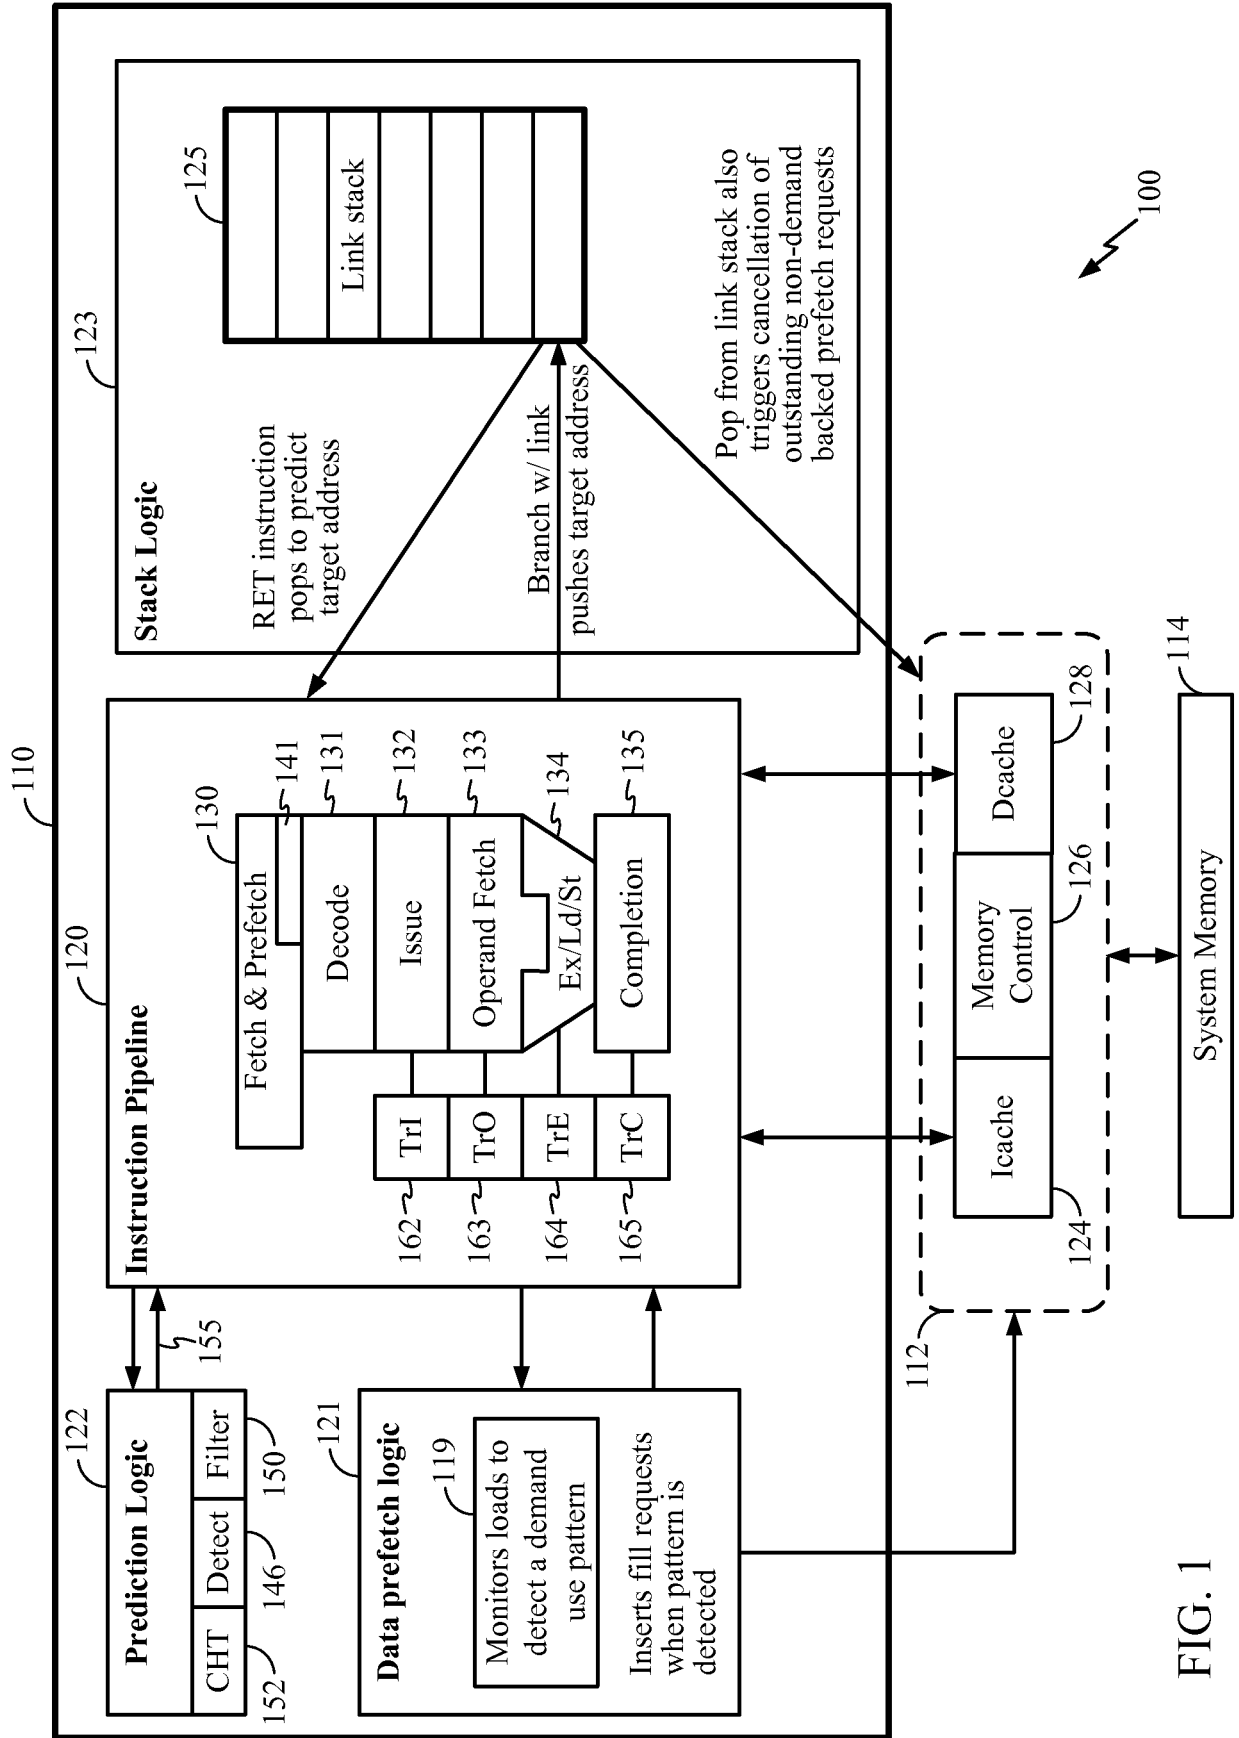 110
122
Prediction Logic
CHT
Detect
Filter
152
146
150
155
121
Data prefetch logic
119
Monitors loads to
detect a demand
use pattern
Inserts fill requests
when pattern is
detected
120
Instruction Pipeline
130
Fetch & Prefetch
141
Decode
131
Issue
132
Operand Fetch
133
Ex/Ld/St
134
Completion
135
TrI
TrO
TrE
TrC
162
163
164
165
123
Stack Logic
125
Link stack
RET instruction
pops to predict
target address
Branch w/ link
pushes target address
Pop from link stack also
triggers cancellation of
outstanding non-demand
backed prefetch requests
112
Icache
Memory
Control
Dcache
124
126
128
114
System Memory
100
FIG. 1